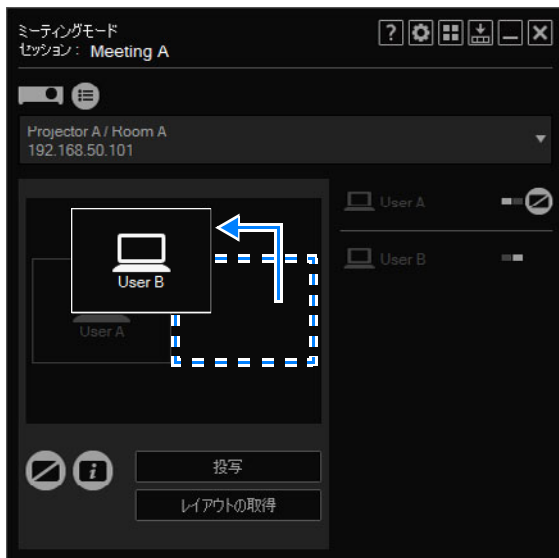 ミーティングモード
セッション： Meeting A
?
Projector A / Room A
192.168.50.101
User A
User B
User B
User A
i
投写
レイアウトの取得